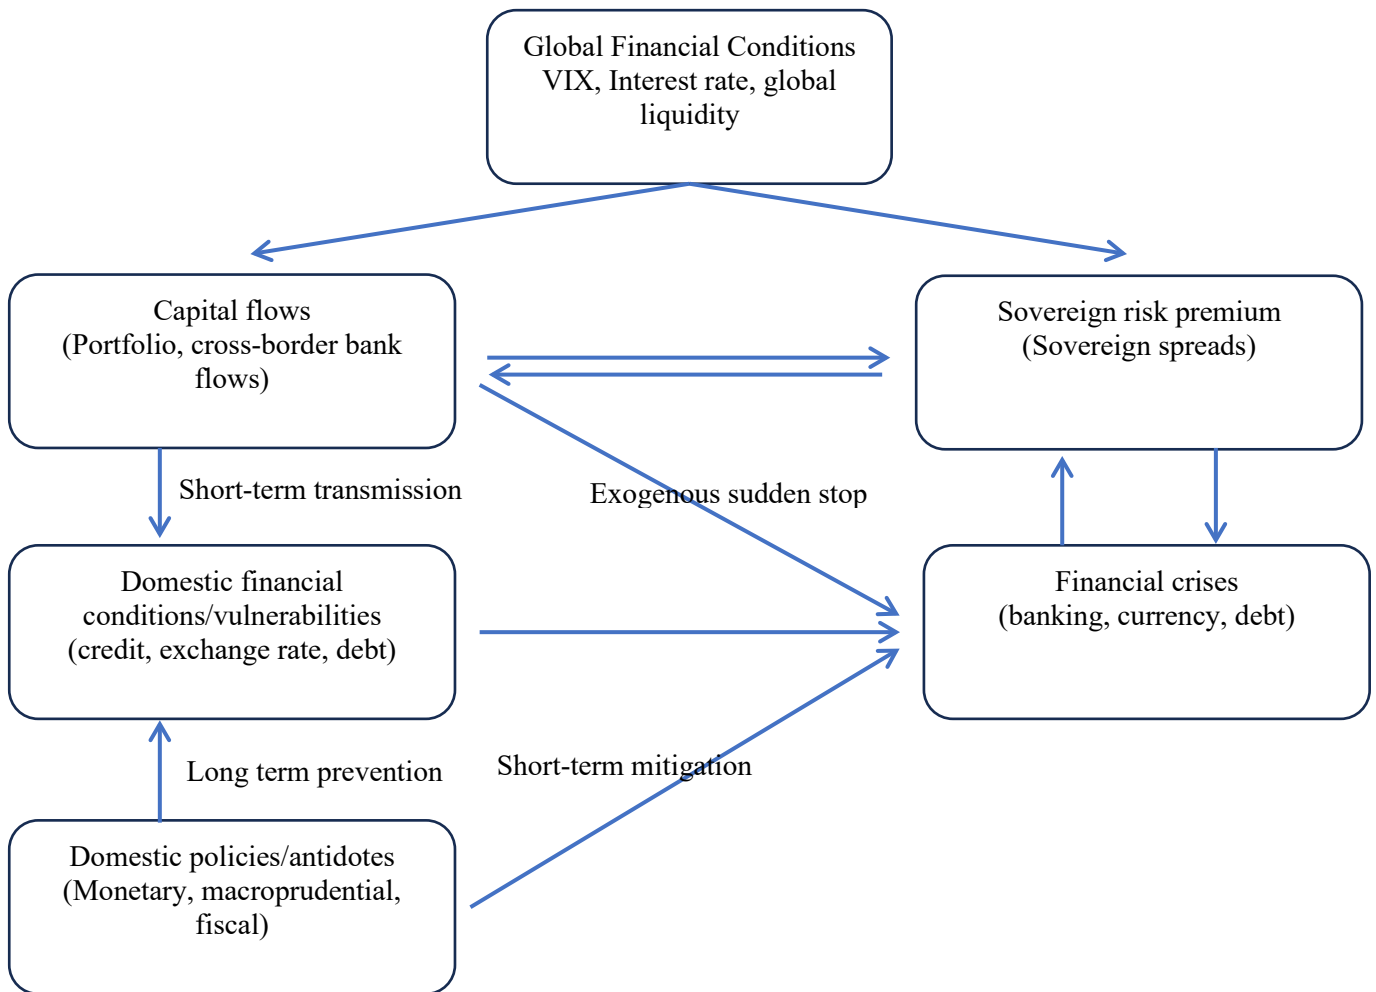 Global Financial Conditions
VIX, Interest rate, global
liquidity
Capital flows
(Portfolio, cross-border bank
flows)
Sovereign risk premium
(Sovereign spreads)
Short-term transmission
Exogenous sudden stop
Domestic financial
conditions/vulnerabilities
(credit, exchange rate, debt)
Financial crises
(banking, currency, debt)
Long term prevention
Short-term mitigation
Domestic policies/antidotes
(Monetary, macroprudential,
fiscal)